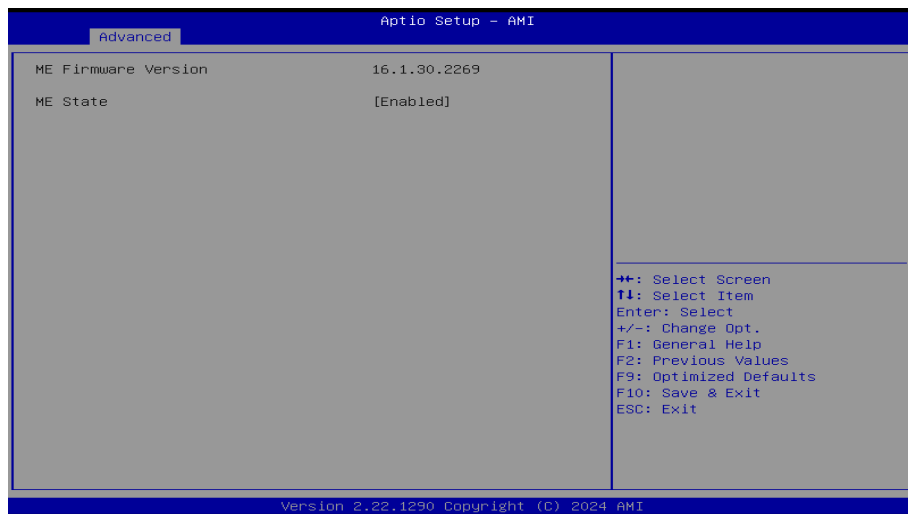 Aptio Setup – AMI
Advanced
ME Firmware Version 16.1.30.2269
ME State [Enabled]
→←: Select Screen
↑↓: Select Item
Enter: Select
+/-: Change Opt.
F1: General Help
F2: Previous Values
F9: Optimized Defaults
F10: Save & Exit
ESC: Exit
Version 2.22.1290 Copyright (C) 2024 AMI